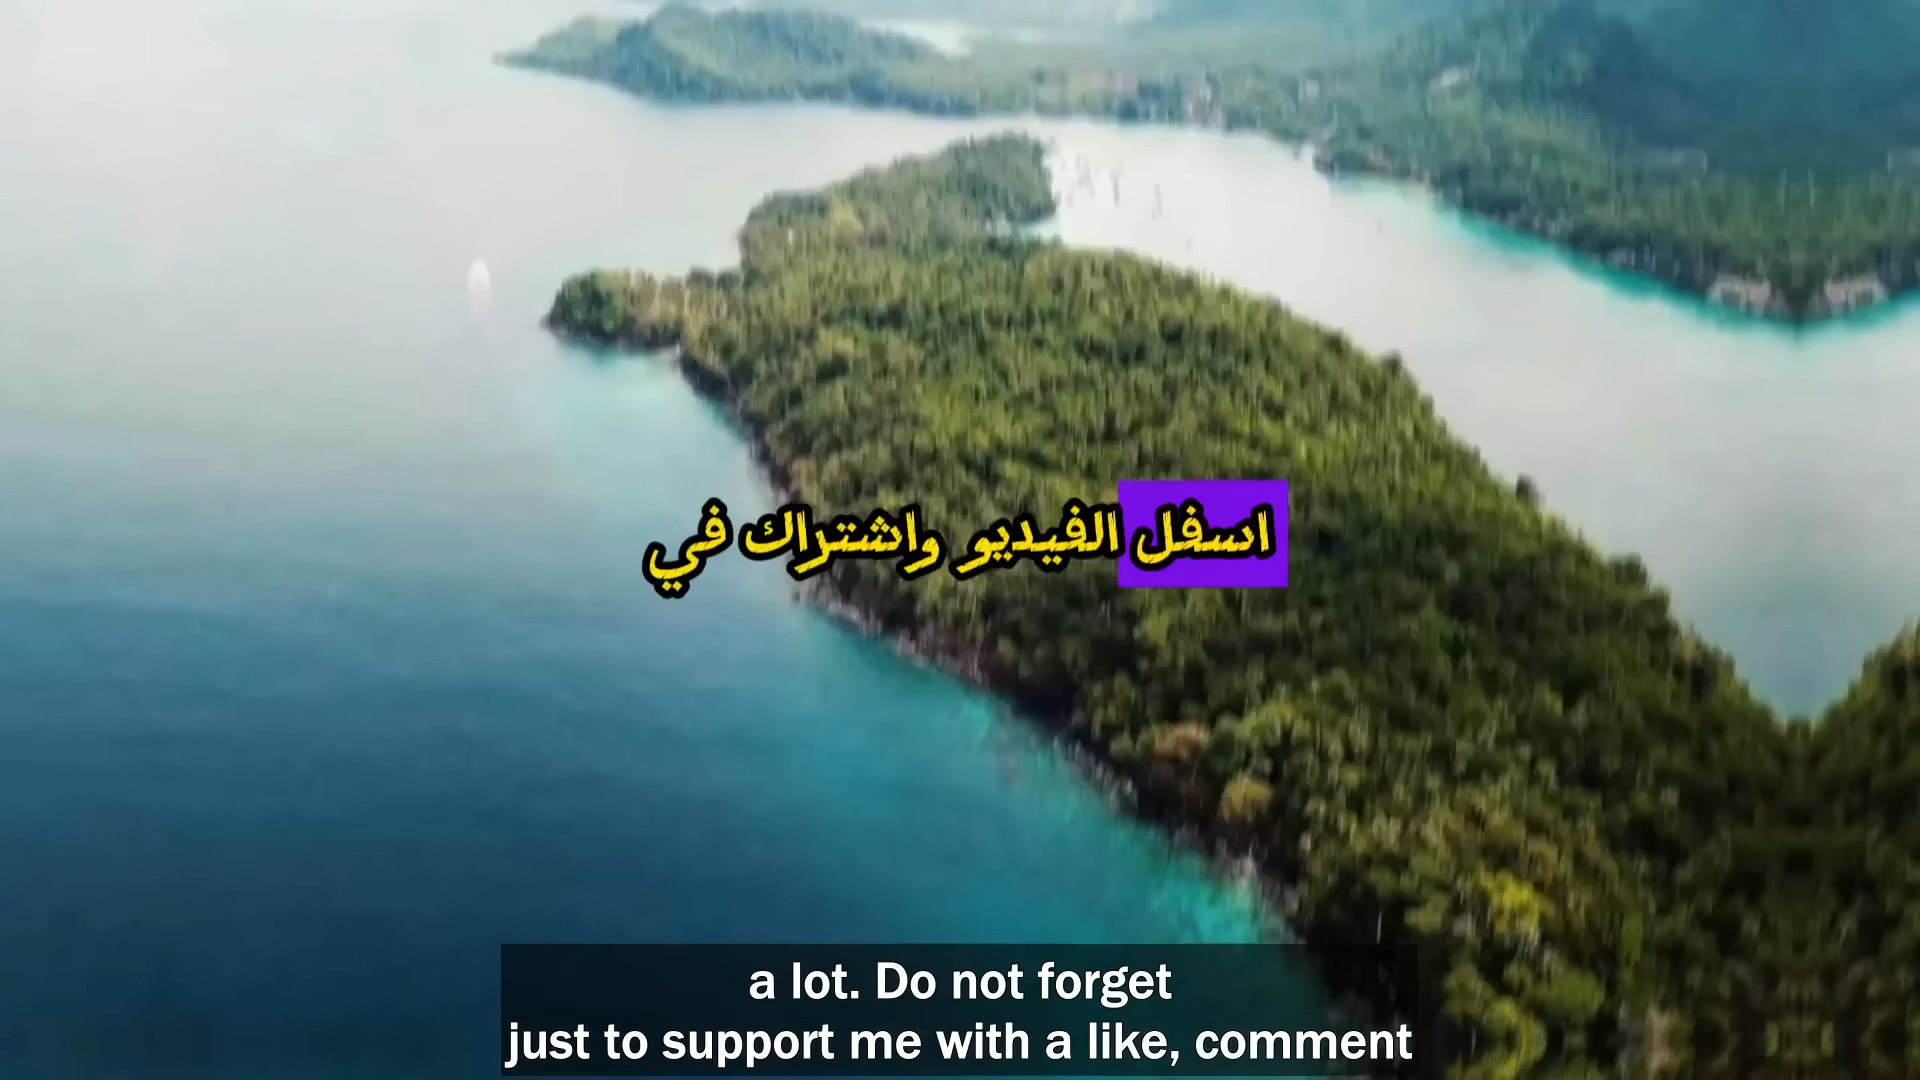 اسفل الفيديو واشتراك في
a lot. Do not forget
just to support me with a like, comment